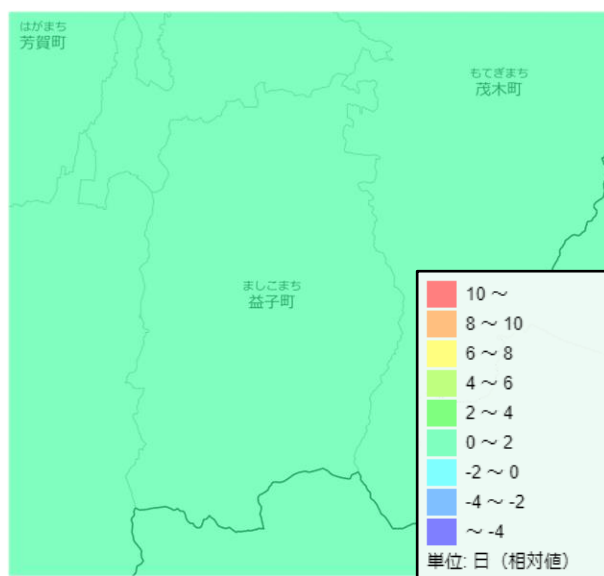 はがまち
芳賀町
もてぎまち
茂木町
ましこまち
益子町
10 ～
8 ～ 10
6 ～ 8
4 ～ 6
2 ～ 4
0 ～ 2
-2 ～ 0
-4 ～ -2
～ -4
単位: 日（相対値）